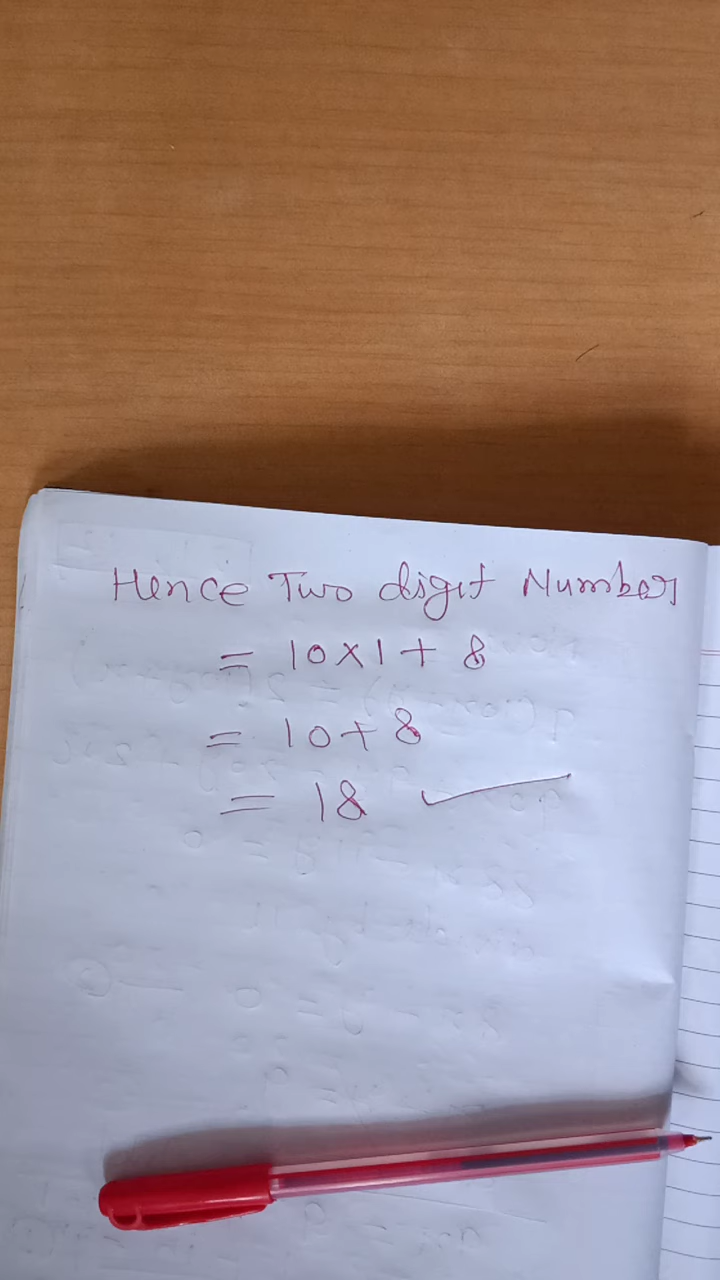 Hence Two digit Number
= 10×1+ 8
= 10+8
= 18 ✓